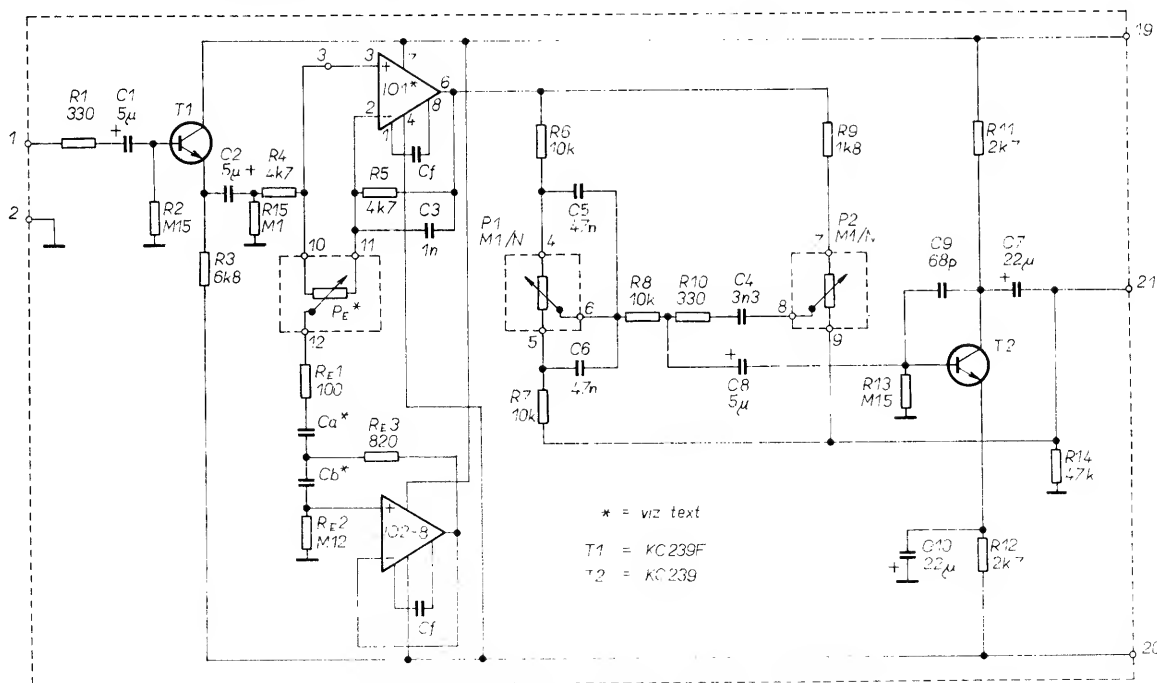 19
3
3
7
IO1*
6
R1
330
C1
5µ
+
T1
2
8
1
4
R6
10k
R9
1k8
R11
2k7
1
C2
5µ +
R4
4k7
R5
4k7
Cf
C5
47n
2
R2
M15
R15
M1
C3
1n
P1
M1/N
4
P2
M1/N
7
C9
68p
C7
22µ
+
R3
6k8
10
11
PE*
12
R8
10k
R10
330
C4
3n3
8
6
5
9
21
T2
RE1
100
C6
47n
+
C8
5µ
R13
M15
R7
10k
Ca*
RE3
820
Cb*
R14
47k
RE2
M12
+
IO2-8
−
* = viz text
T1 = KC239F
T2 = KC239
C10
22µ
+
R12
2k7
Cf
20